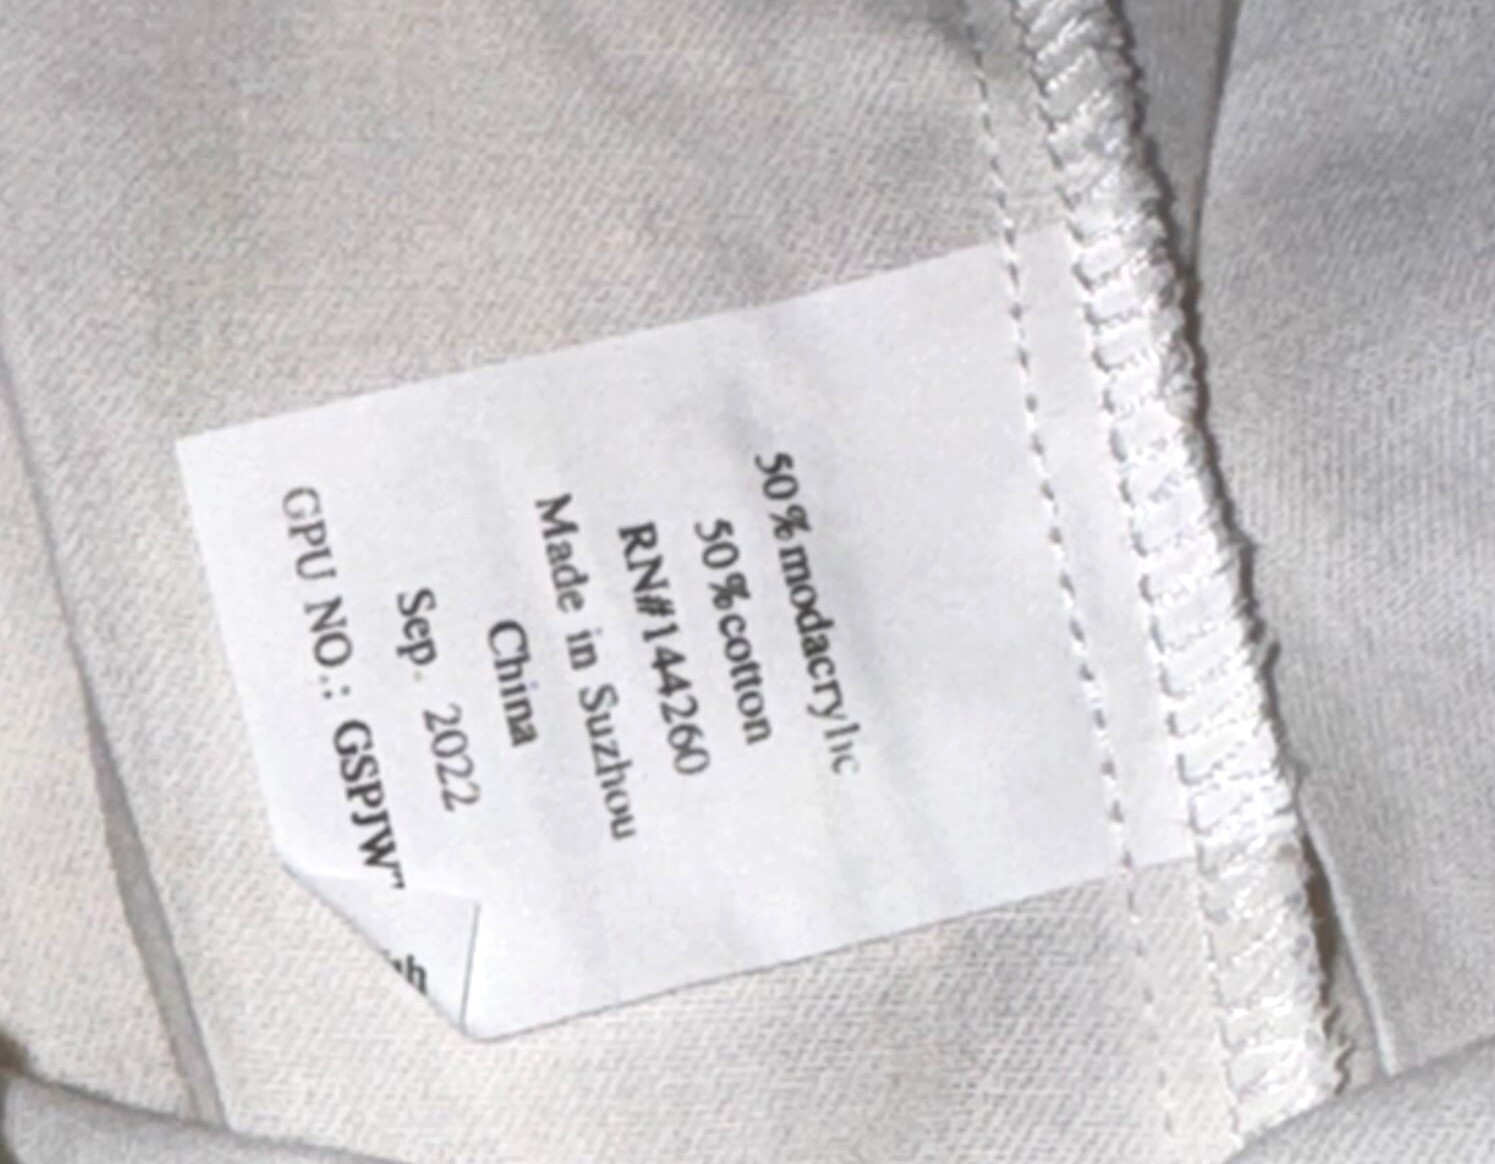 50%modacrylic
50%cotton
RN#144260
Made in Suzhou
China
Sep. 2022
GPU NO.: GSPJW